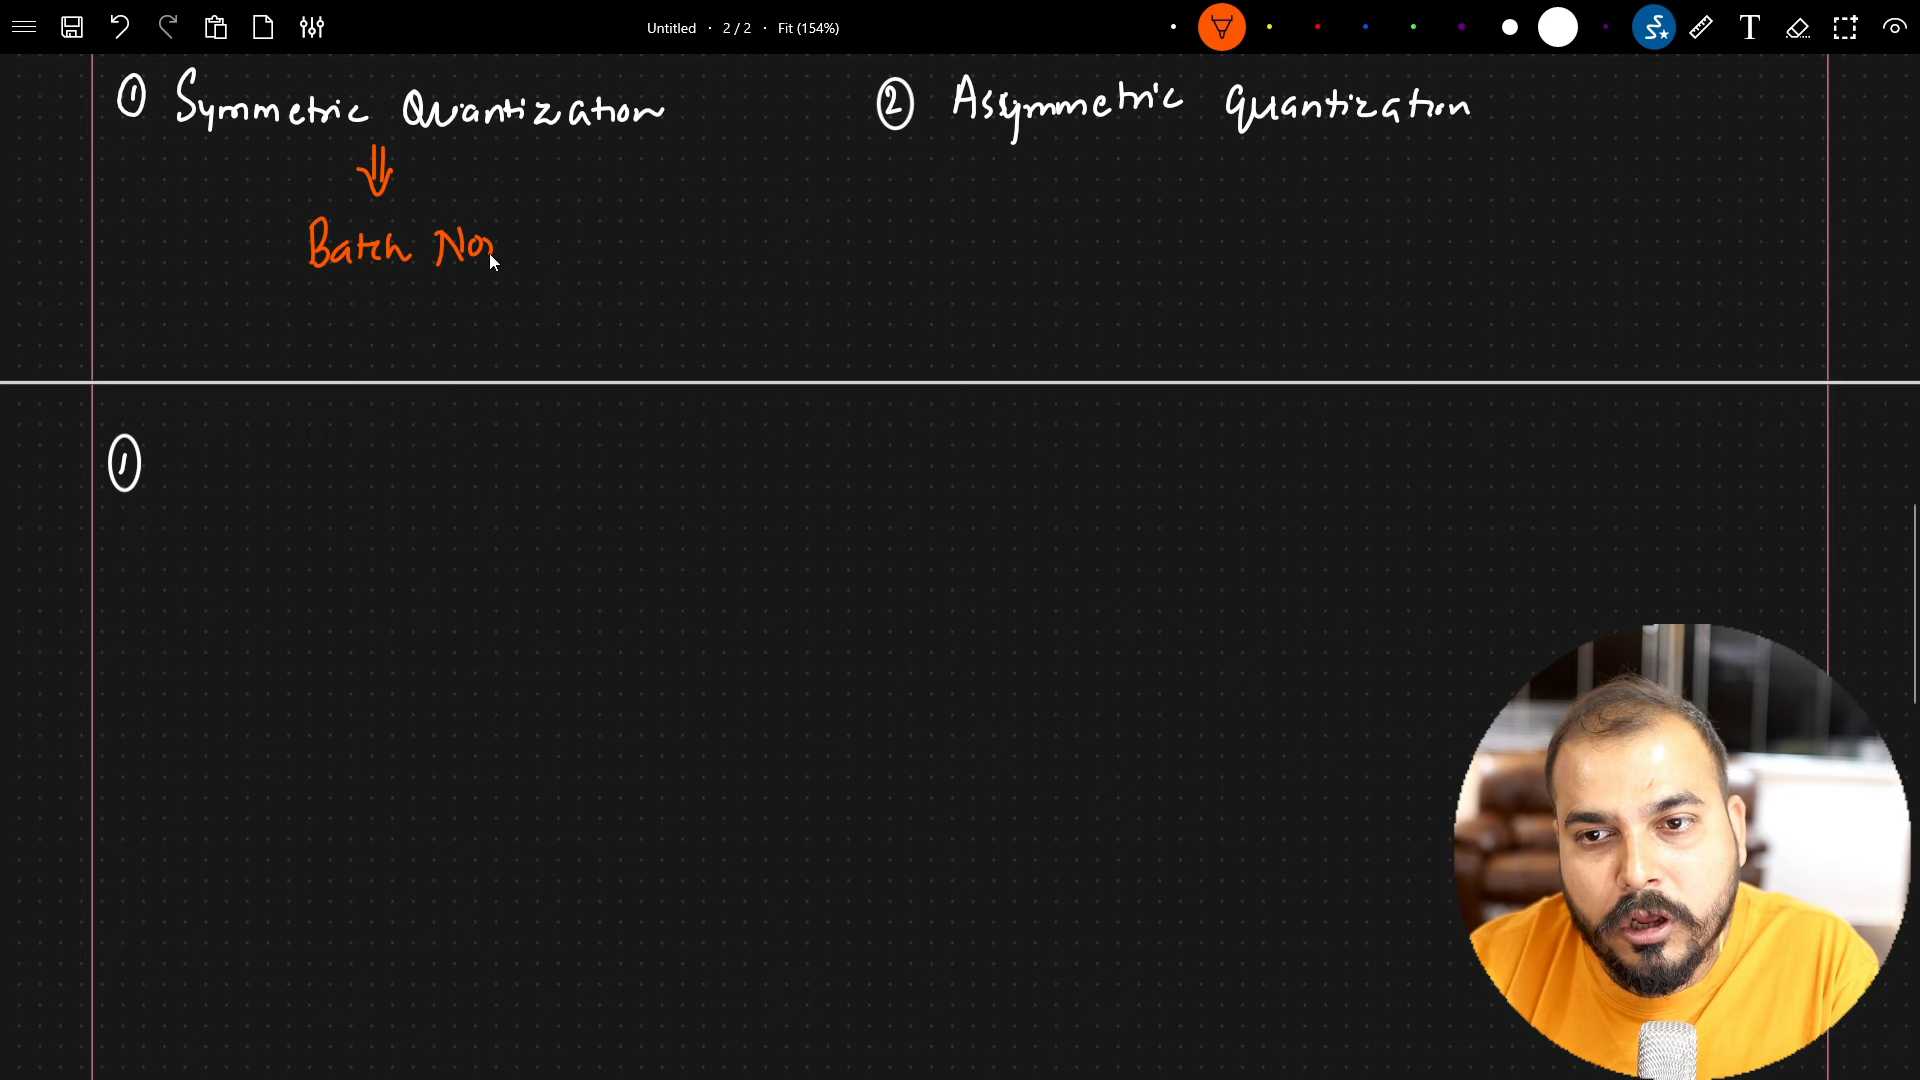 Untitled · 2 / 2 · Fit (154%)
① Symmetric Quantization
② Assymmetric Quantization
Batch Nor
①